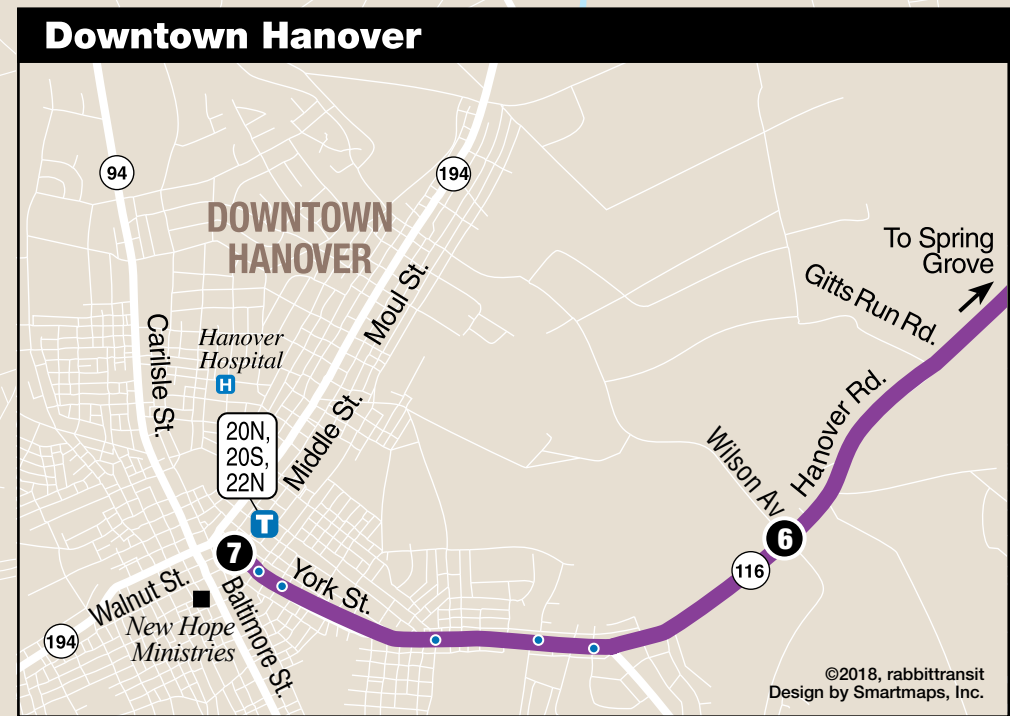 Downtown Hanover
94
194
DOWNTOWN
HANOVER
To Spring
Grove
Gitts Run Rd.
Moul St.
Carilsle St.
Hanover
Hospital
H
Hanover Rd.
Middle St.
20N,
20S,
22N
Wilson Av
T
6
7
116
York St.
Walnut St.
Baltimore St.
New Hope
Ministries
194
©2018, rabbittransit
Design by Smartmaps, Inc.